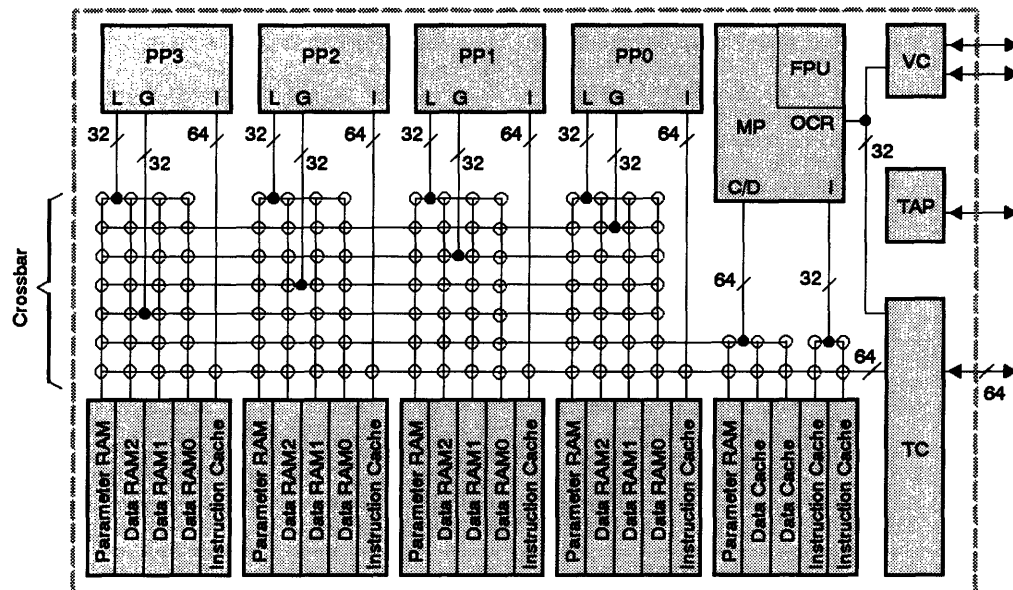 PP3 PP2 PP1 PP0 FPU VC
L G I L G I L G I L G I MP OCR
32 64 32 64 32 64 32 64 32
32 32 32 32
C/D I TAP
Crossbar
64 32
64 64
TC
Parameter RAM
Data RAM2
Data RAM1
Data RAM0
Instruction Cache
Parameter RAM
Data RAM2
Data RAM1
Data RAM0
Instruction Cache
Parameter RAM
Data RAM2
Data RAM1
Data RAM0
Instruction Cache
Parameter RAM
Data RAM2
Data RAM1
Data RAM0
Instruction Cache
Parameter RAM
Data Cache
Data Cache
Instruction Cache
Instruction Cache